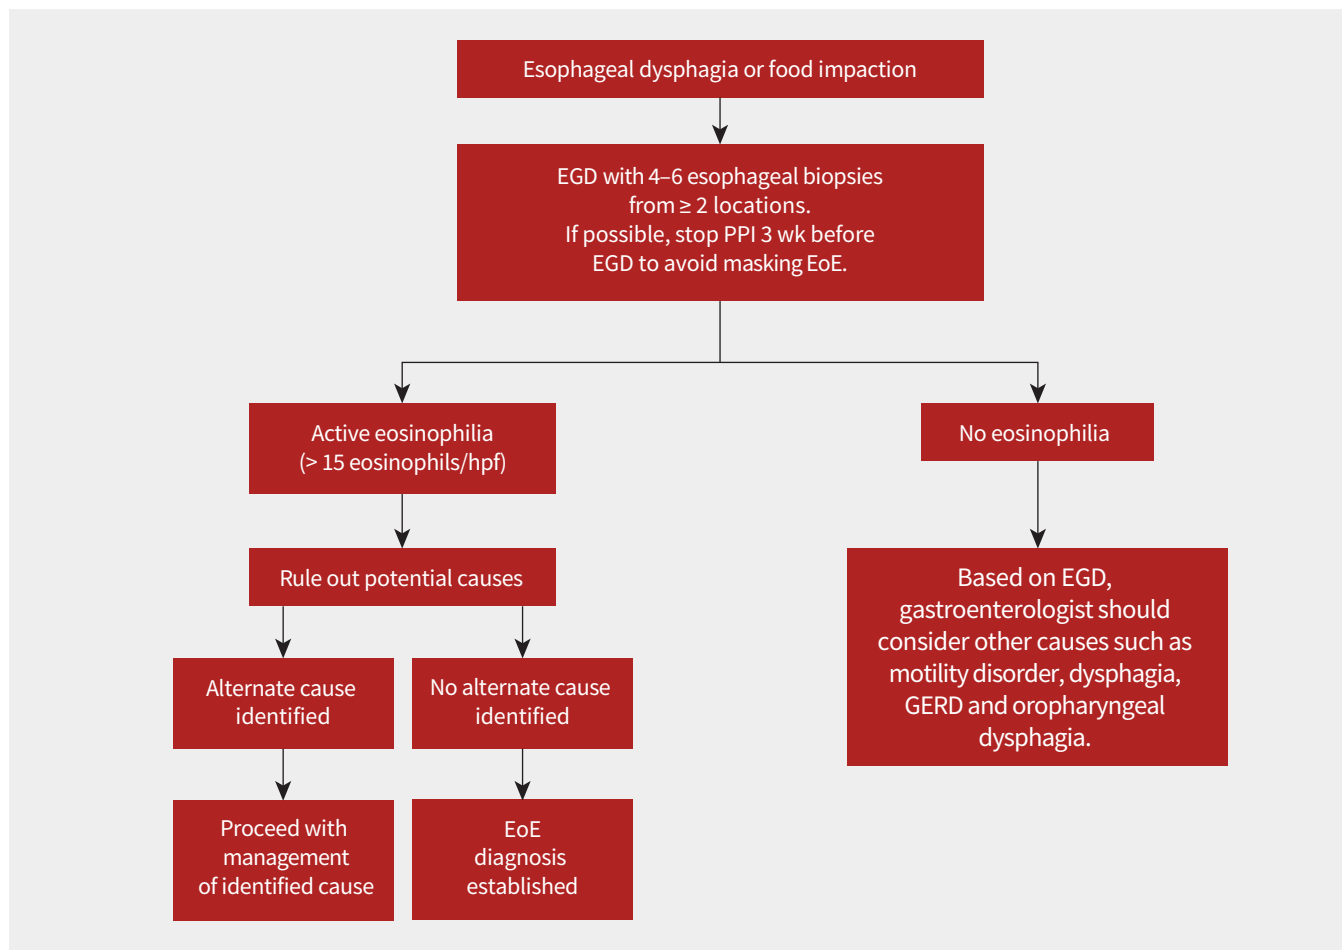 Esophageal dysphagia or food impaction
EGD with 4–6 esophageal biopsies
from ≥ 2 locations.
If possible, stop PPI 3 wk before
EGD to avoid masking EoE.
Active eosinophilia
(> 15 eosinophils/hpf)
No eosinophilia
Rule out potential causes
Based on EGD,
gastroenterologist should
consider other causes such as
motility disorder, dysphagia,
GERD and oropharyngeal
dysphagia.
Alternate cause
identified
No alternate cause
identified
Proceed with
management
of identified cause
EoE
diagnosis
established